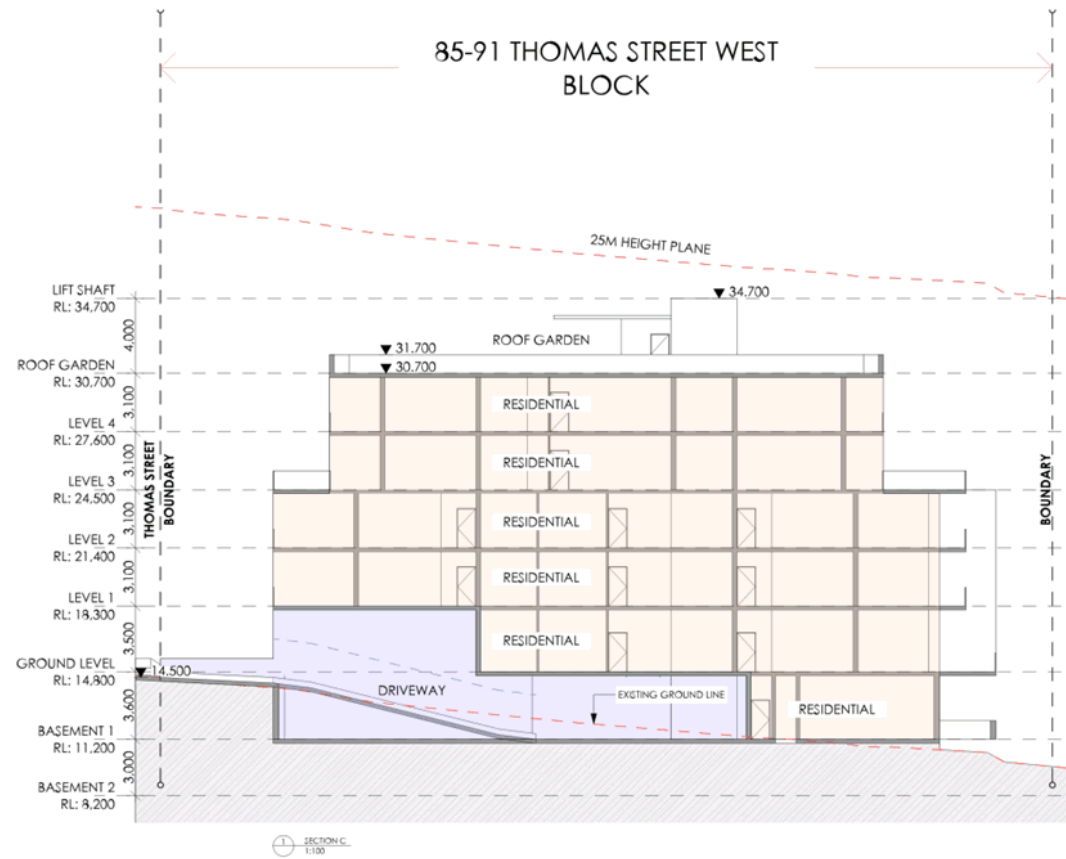 85-91 THOMAS STREET WEST
BLOCK
25M HEIGHT PLANE
LIFT SHAFT
RL: 34,700
34.700
4.000
ROOF GARDEN
31.700
ROOF GARDEN
RL: 30,700
30.700
3.100
RESIDENTIAL
LEVEL 4
RL: 27,600
3.100
RESIDENTIAL
LEVEL 3
RL: 24,500
THOMAS STREET
BOUNDARY
BOUNDARY
3.100
RESIDENTIAL
LEVEL 2
RL: 21,400
3.100
RESIDENTIAL
LEVEL 1
RL: 18,300
3.500
RESIDENTIAL
GROUND LEVEL
RL: 14,800
14.500
3.600
DRIVEWAY
EXISTING GROUND LINE
RESIDENTIAL
BASEMENT 1
RL: 11,200
3.000
BASEMENT 2
RL: 8,200
1
SECTION C
1:100